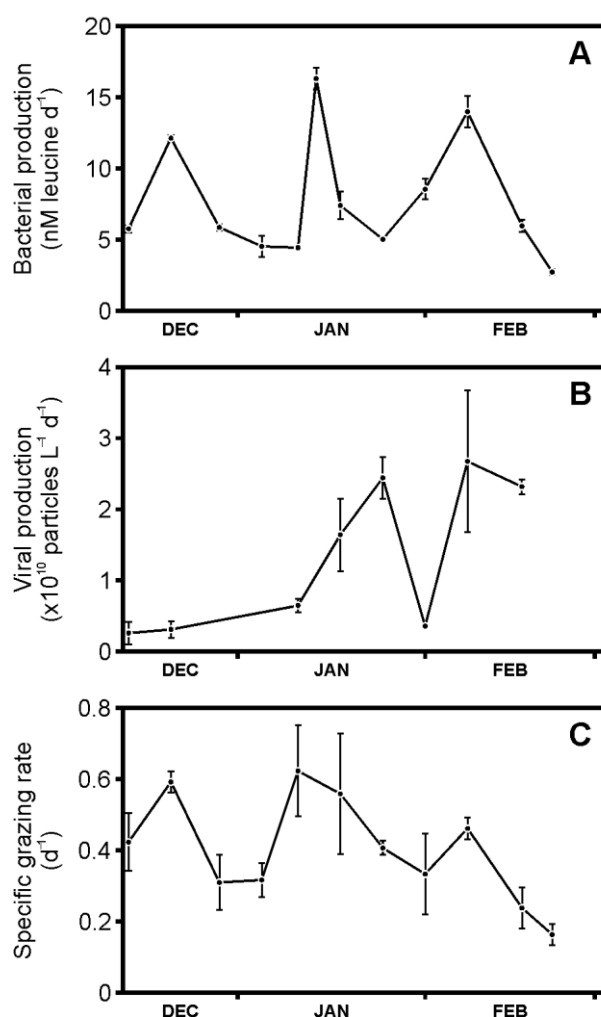 A
Bacterial production
(nM leucine d⁻¹)
20
15
10
5
0
DEC JAN FEB
B
Viral production
(x10¹⁰ particles L⁻¹ d⁻¹)
4
3
2
1
0
DEC JAN FEB
C
Specific grazing rate
(d⁻¹)
0.8
0.6
0.4
0.2
0
DEC JAN FEB